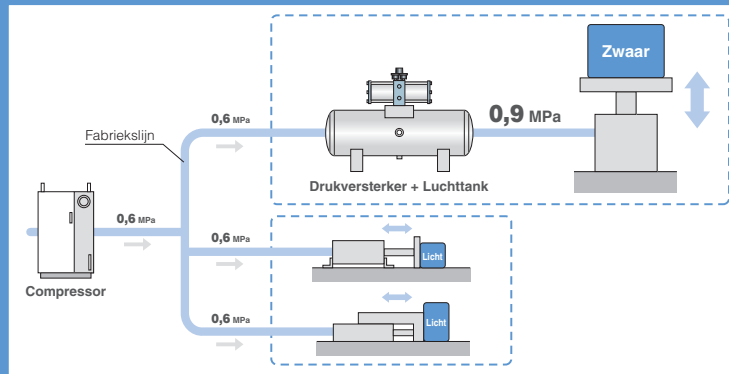 Zwaar
0,6 MPa
0,9 MPa
Fabriekslijn
Drukversterker + Luchttank
0,6 MPa
0,6 MPa
Licht
Compressor
0,6 MPa
Licht